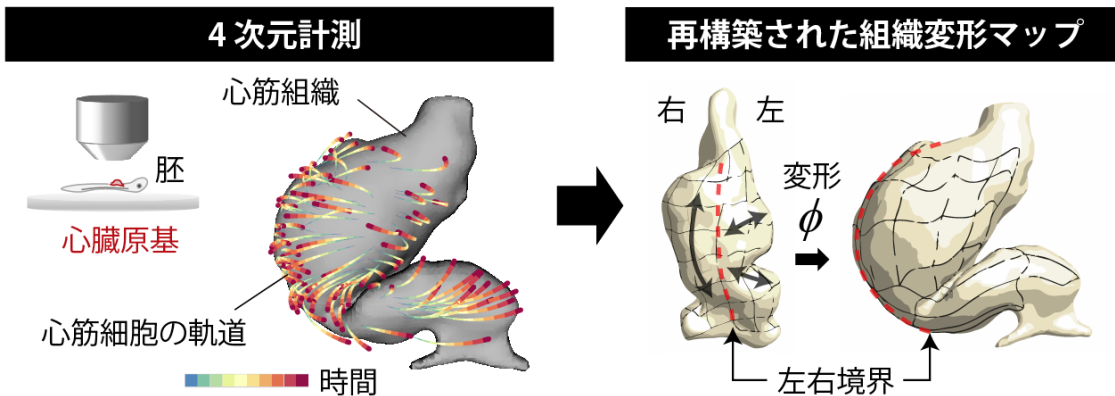 4次元計測
再構築された組織変形マップ
心筋組織
胚
心臓原基
心筋細胞の軌道
時間
右
左
変形
ϕ
左右境界